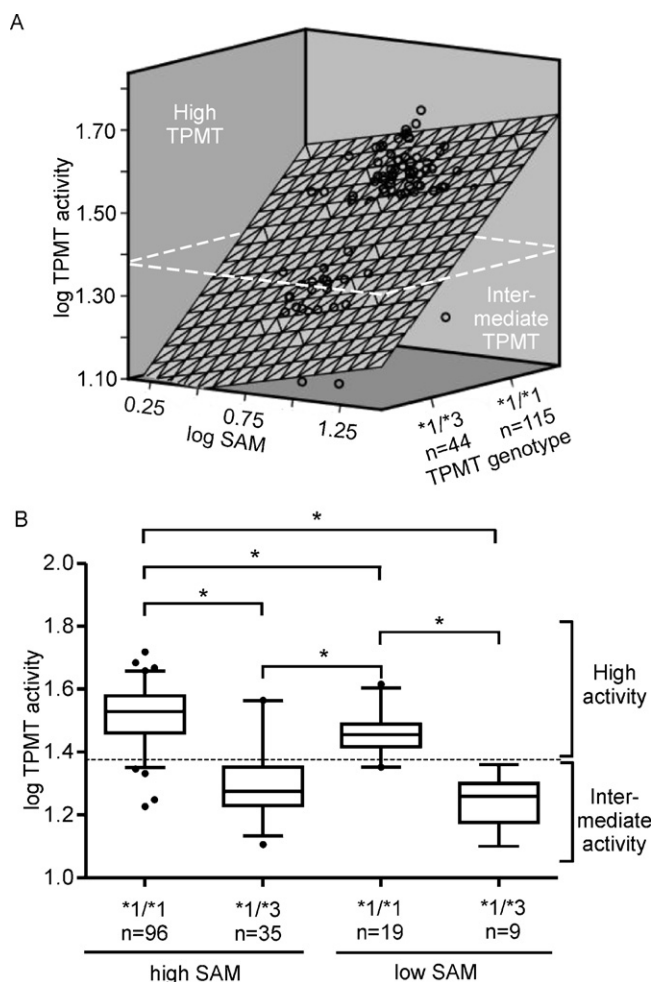 A
High
TPMT
log TPMT activity
1.70
1.50
1.30
1.10
Inter-
mediate
TPMT
0.25
0.75
1.25
log SAM
*1/*3
n=44
*1/*1
n=115
TPMT genotype
B
log TPMT activity
2.0
1.8
1.6
1.4
1.2
1.0
*
*
*
*
*
High
activity
Inter-
mediate
activity
*1/*1 *1/*3 *1/*1 *1/*3
n=96 n=35 n=19 n=9
high SAM low SAM